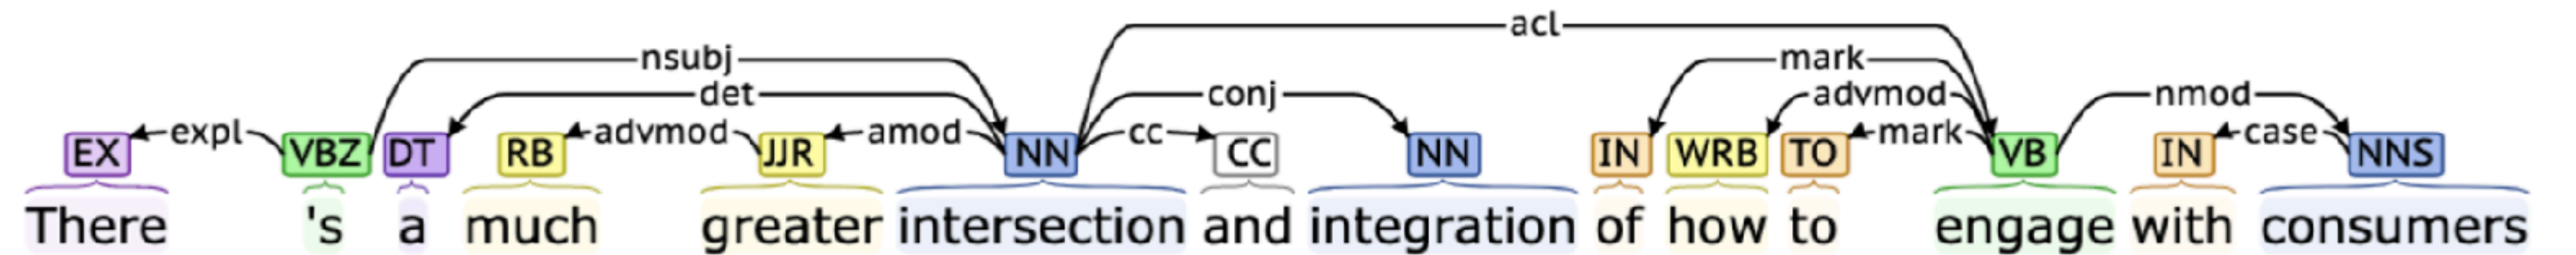 acl
nsubj mark
det conj advmod nmod
expl advmod amod cc mark case
EX VBZ DT RB JJR NN CC NN IN WRB TO VB IN NNS
There 's a much greater intersection and integration of how to engage with consumers